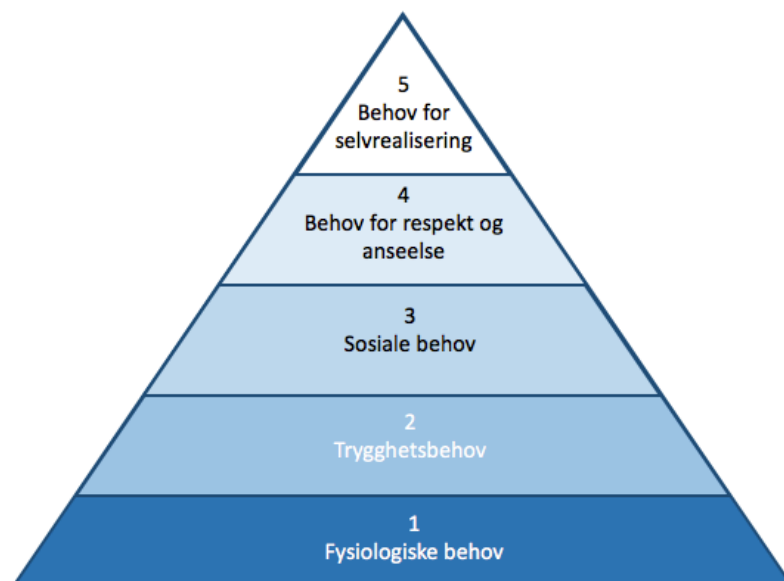 5
Behov for
selvrealisering
4
Behov for respekt og
anseelse
3
Sosiale behov
2
Trygghetsbehov
1
Fysiologiske behov